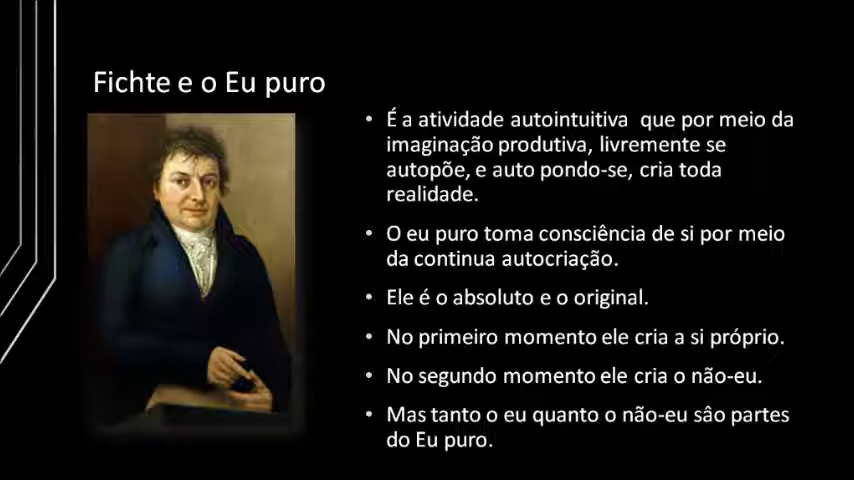 Fichte e o Eu puro
• É a atividade autointuitiva que por meio da
imaginação produtiva, livremente se
autopõe, e auto pondo-se, cria toda
realidade.
• O eu puro toma consciência de si por meio
da continua autocriação.
• Ele é o absoluto e o original.
• No primeiro momento ele cria a si próprio.
• No segundo momento ele cria o não-eu.
• Mas tanto o eu quanto o não-eu sâo partes
do Eu puro.